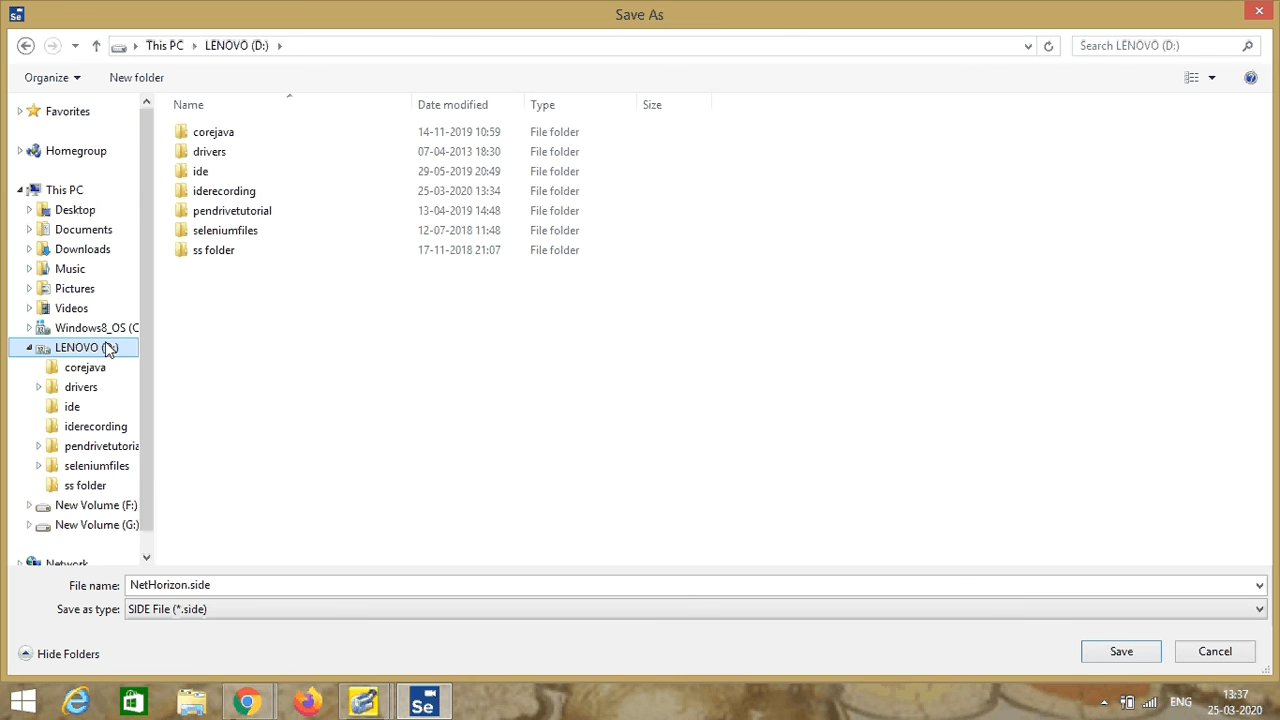 Se
Save As
This PC LENOVO (D:)
Search LENOVO (D:)
Organize New folder
Name Date modified Type Size
corejava 14-11-2019 10:59 File folder
drivers 07-04-2013 18:30 File folder
ide 29-05-2019 20:49 File folder
iderecording 25-03-2020 13:34 File folder
pendrivetutorial 13-04-2019 14:48 File folder
seleniumfiles 12-07-2018 11:48 File folder
ss folder 17-11-2018 21:07 File folder
Favorites
Homegroup
This PC
Desktop
Documents
Downloads
Music
Pictures
Videos
Windows8_OS (C
LENOVO
corejava
drivers
ide
iderecording
pendrivetutoria
seleniumfiles
ss folder
New Volume (F:)
New Volume (G:)
Network
File name: NetHorizon.side
Save as type: SIDE File (*.side)
Hide Folders
Save Cancel
Se
ENG
13:37
25-03-2020